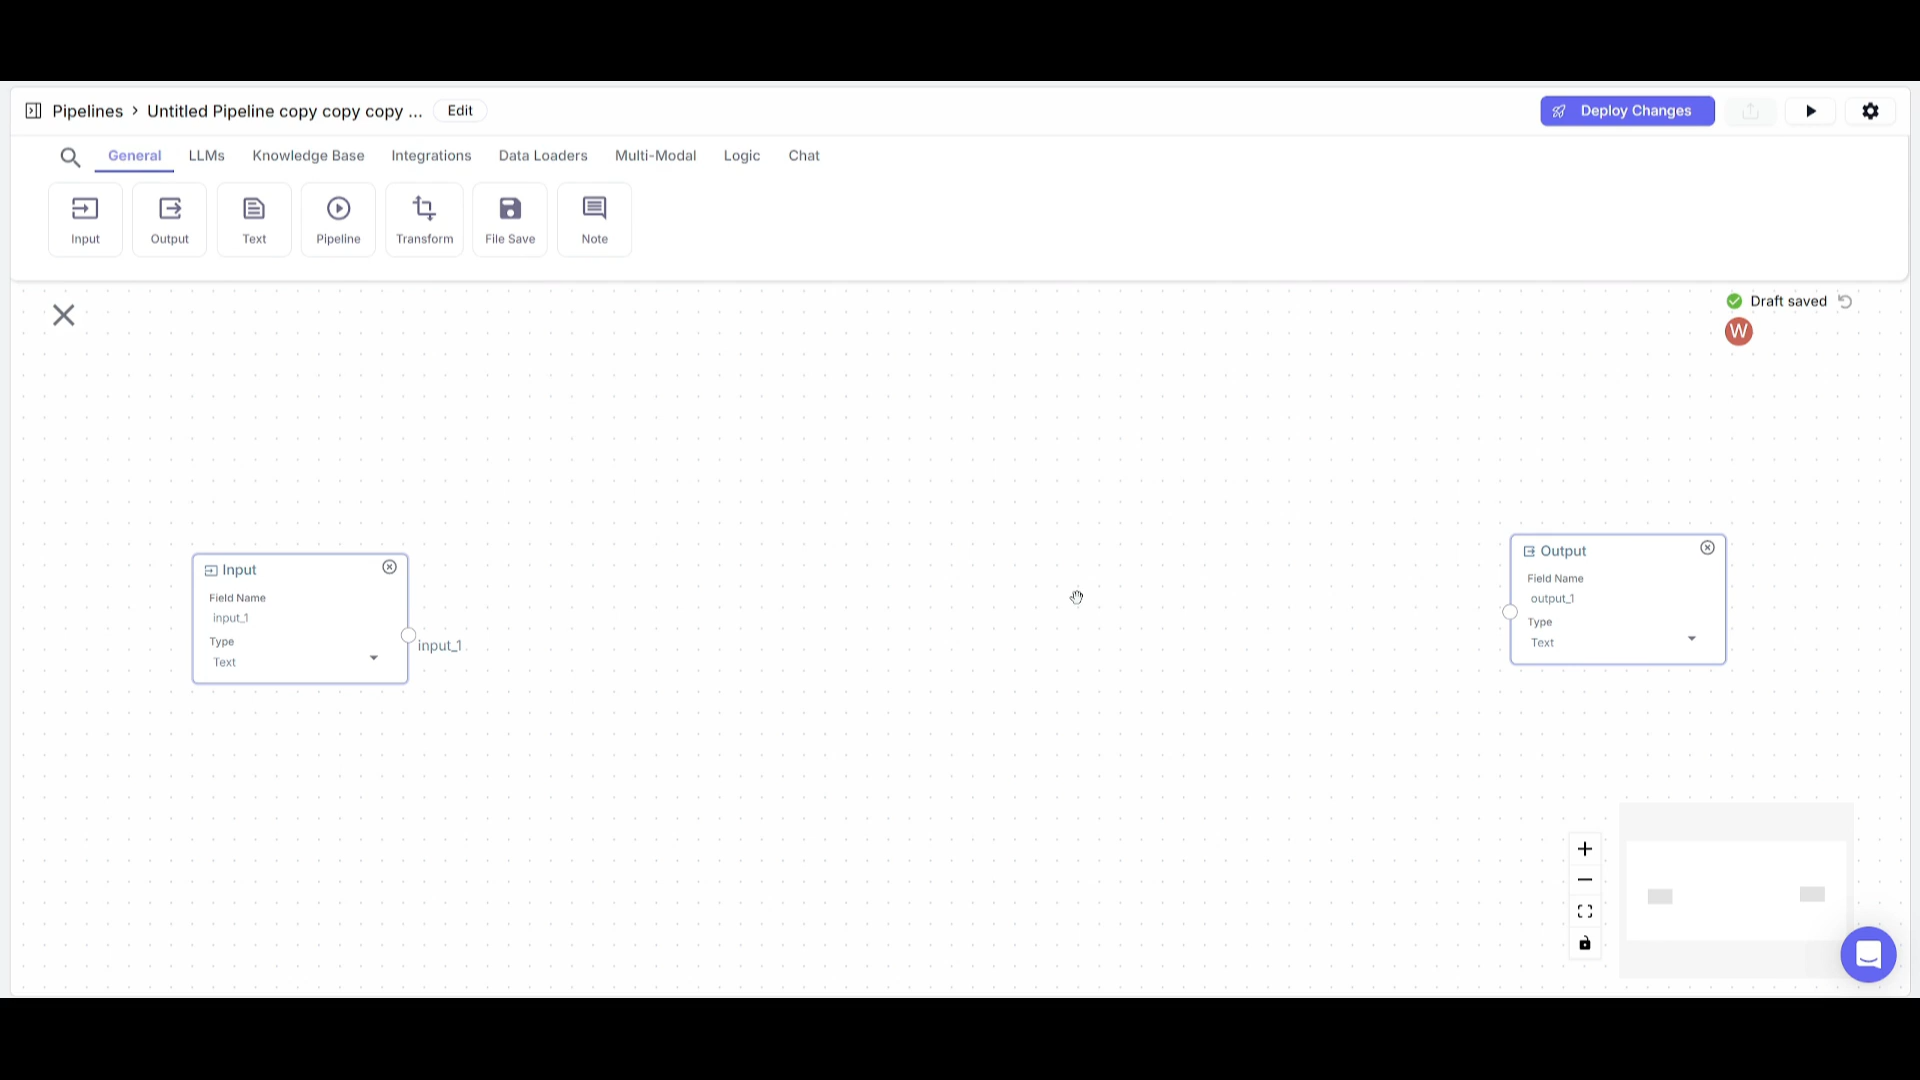 Pipelines > Untitled Pipeline copy copy copy ... Edit
Deploy Changes
General LLMs Knowledge Base Integrations Data Loaders Multi-Modal Logic Chat
Input Output Text Pipeline Transform File Save Note
Draft saved
W
Input
Field Name
input_1
Type
Text
input_1
Output
Field Name
output_1
Type
Text